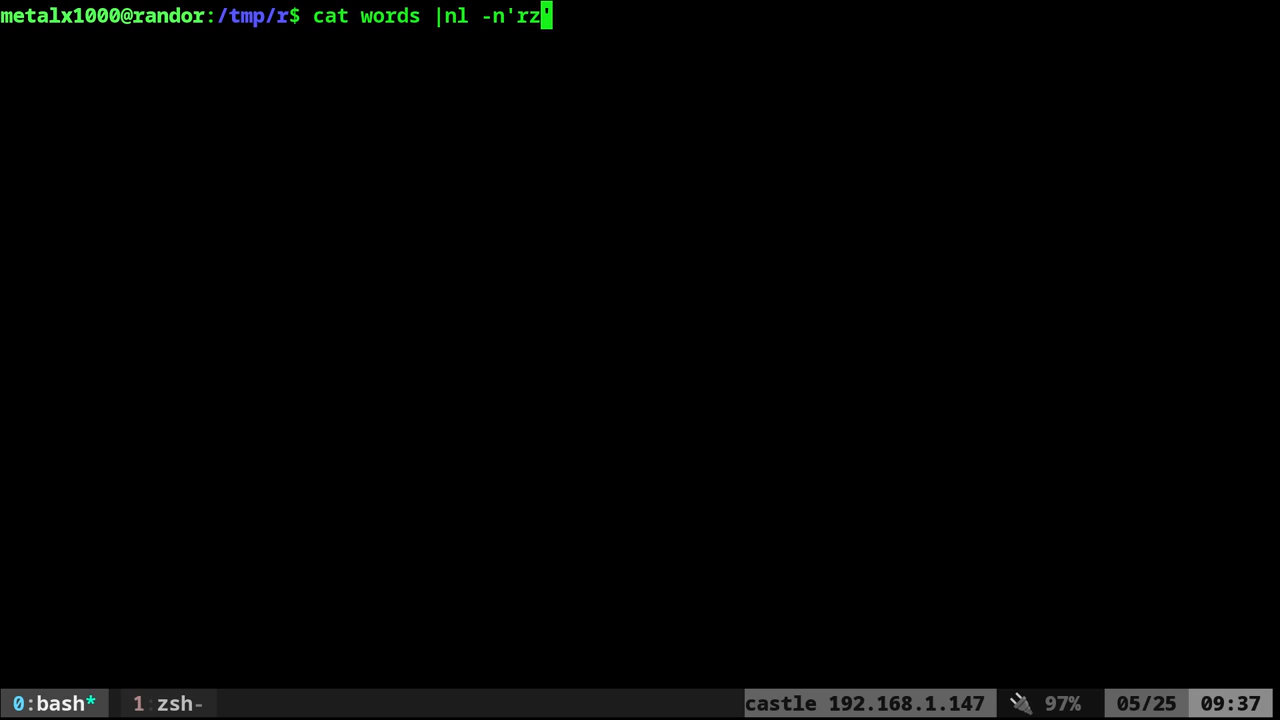 metalx1000@randor:/tmp/r$ cat words |nl -n'rz'
0:bash* 1:zsh- castle 192.168.1.147 97% 05/25 09:37